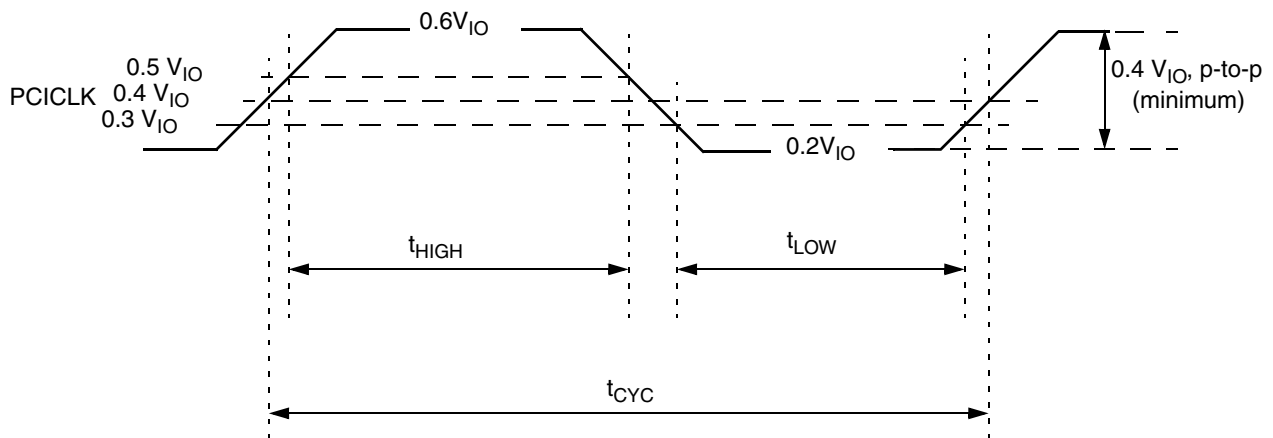 0.6V_IO
0.5 V_IO
PCICLK 0.4 V_IO
0.3 V_IO
0.4 V_IO, p-to-p
(minimum)
0.2V_IO
t_HIGH
t_LOW
t_CYC